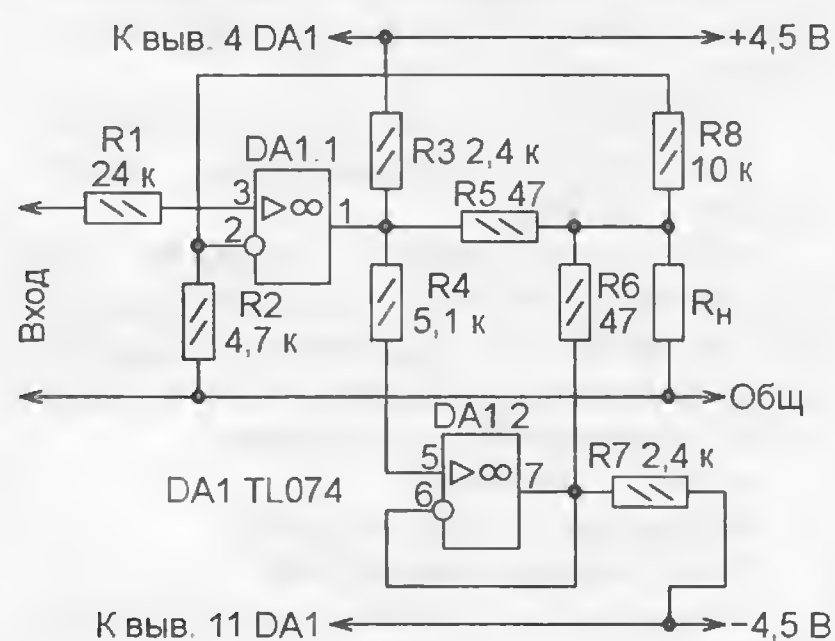 К выв. 4 DA1
+4,5 В
R1
24 к
DA1.1
R3 2,4 к
R8
10 к
R5 47
3
2
1
▷∞
R2
4,7 к
R4
5,1 к
R6
47
Rн
Вход
Общ
DA1.2
5
6
7
▷∞
R7 2,4 к
DA1 TL074
К выв. 11 DA1
−4,5 В